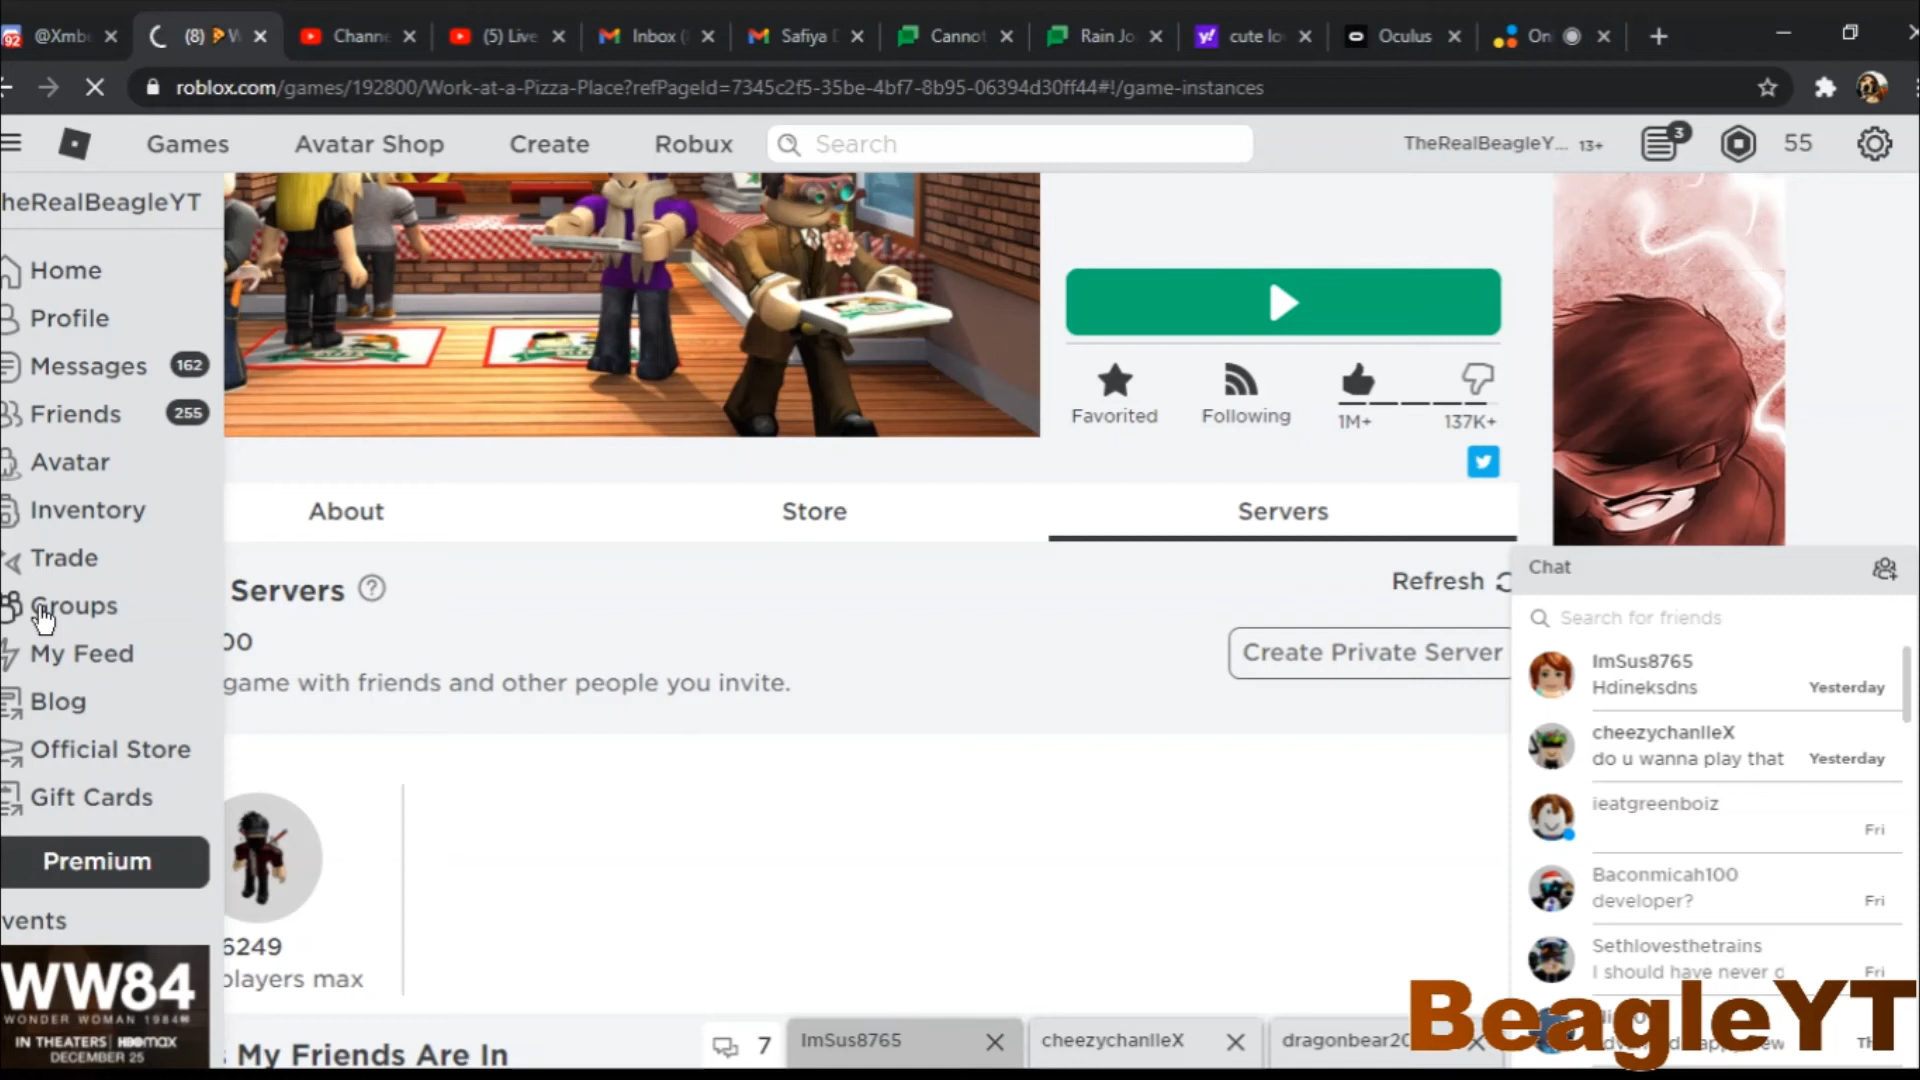 92 @Xmb
(8) W
Chann
(5) Live
Inbox (
Safiya
Cannot
Rain Jo
y! cute lo
Oculus
On
roblox.com/games/192800/Work-at-a-Pizza-Place?refPageId=7345c2f5-35be-4bf7-8b95-06394d30ff44#!/game-instances
Games Avatar Shop Create Robux Search TheRealBeagleY... 13+ 3 55
heRealBeagleYT
Home
Profile
Messages 162
Friends 255
Avatar
Inventory
Trade
Groups
My Feed
Blog
Official Store
Gift Cards
Premium
vents
WW84
WONDER WOMAN 1984
IN THEATERS HBOMAX
DECEMBER 25
Favorited
Following
1M+ 137K+
About Store Servers
Servers ? Refresh
00
game with friends and other people you invite.
Create Private Server
6249
players max
s My Friends Are In
7 ImSus8765 cheezychanlleX dragonbear20
Chat
Search for friends
ImSus8765
Hdineksdns Yesterday
cheezychanlleX
do u wanna play that Yesterday
ieatgreenboiz
Fri
Baconmicah100
developer? Fri
Sethlovesthetrains
I should have never Fri
BeagleYT